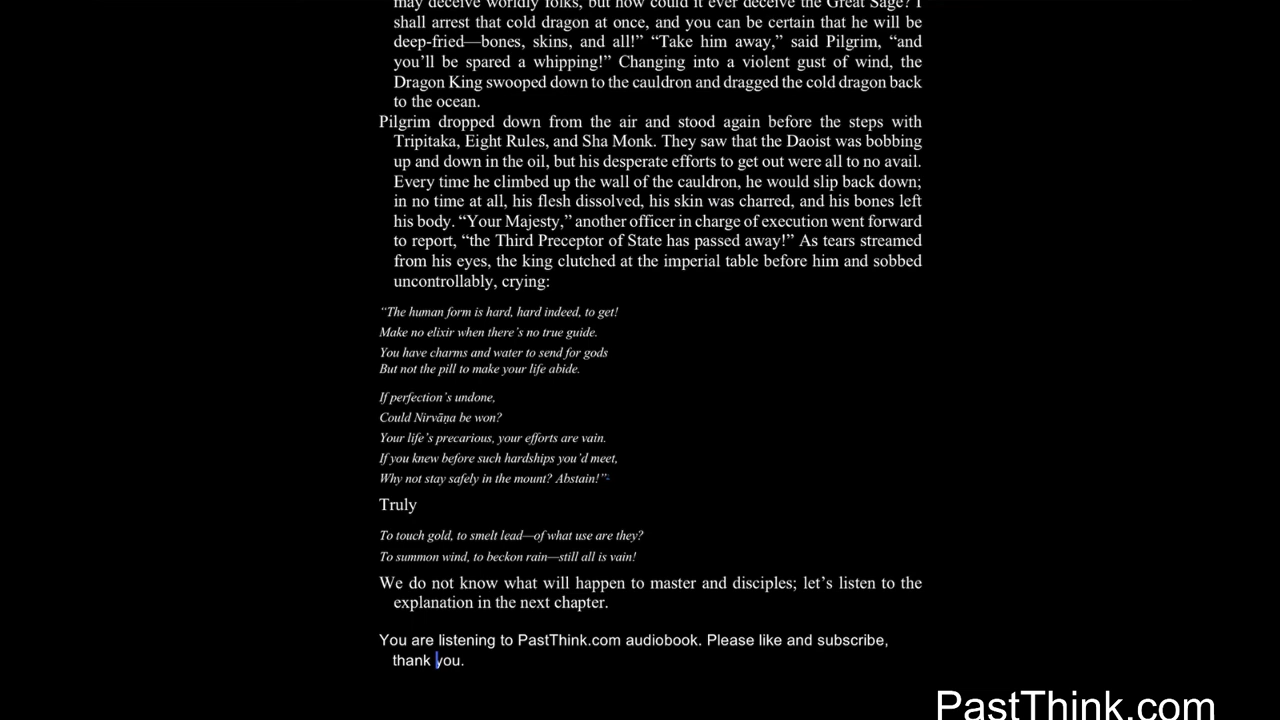 may deceive worldly folks, but how could it ever deceive the Great Sage? I
shall arrest that cold dragon at once, and you can be certain that he will be
deep-fried—bones, skins, and all!” “Take him away,” said Pilgrim, “and
you’ll be spared a whipping!” Changing into a violent gust of wind, the
Dragon King swooped down to the cauldron and dragged the cold dragon back
to the ocean.
Pilgrim dropped down from the air and stood again before the steps with
Tripitaka, Eight Rules, and Sha Monk. They saw that the Daoist was bobbing
up and down in the oil, but his desperate efforts to get out were all to no avail.
Every time he climbed up the wall of the cauldron, he would slip back down;
in no time at all, his flesh dissolved, his skin was charred, and his bones left
his body. “Your Majesty,” another officer in charge of execution went forward
to report, “the Third Preceptor of State has passed away!” As tears streamed
from his eyes, the king clutched at the imperial table before him and sobbed
uncontrollably, crying:
“The human form is hard, hard indeed, to get!
Make no elixir when there’s no true guide.
You have charms and water to send for gods
But not the pill to make your life abide.
If perfection’s undone,
Could Nirvāṇa be won?
Your life’s precarious, your efforts are vain.
If you knew before such hardships you’d meet,
Why not stay safely in the mount? Abstain!”
Truly
To touch gold, to smelt lead—of what use are they?
To summon wind, to beckon rain—still all is vain!
We do not know what will happen to master and disciples; let’s listen to the
explanation in the next chapter.
You are listening to PastThink.com audiobook. Please like and subscribe,
thank you.
PastThink.com